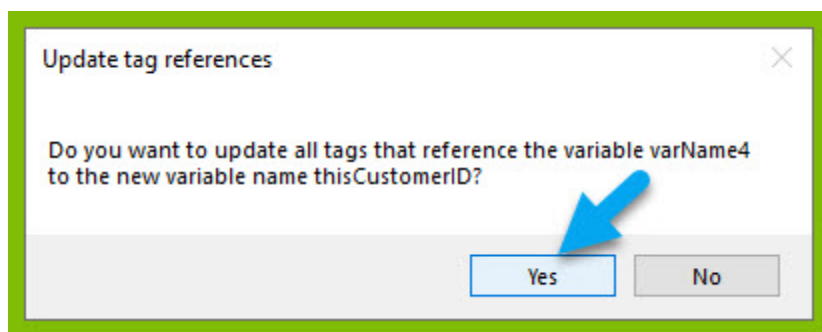 Update tag references
Do you want to update all tags that reference the variable varName4
to the new variable name thisCustomerID?
Yes
No